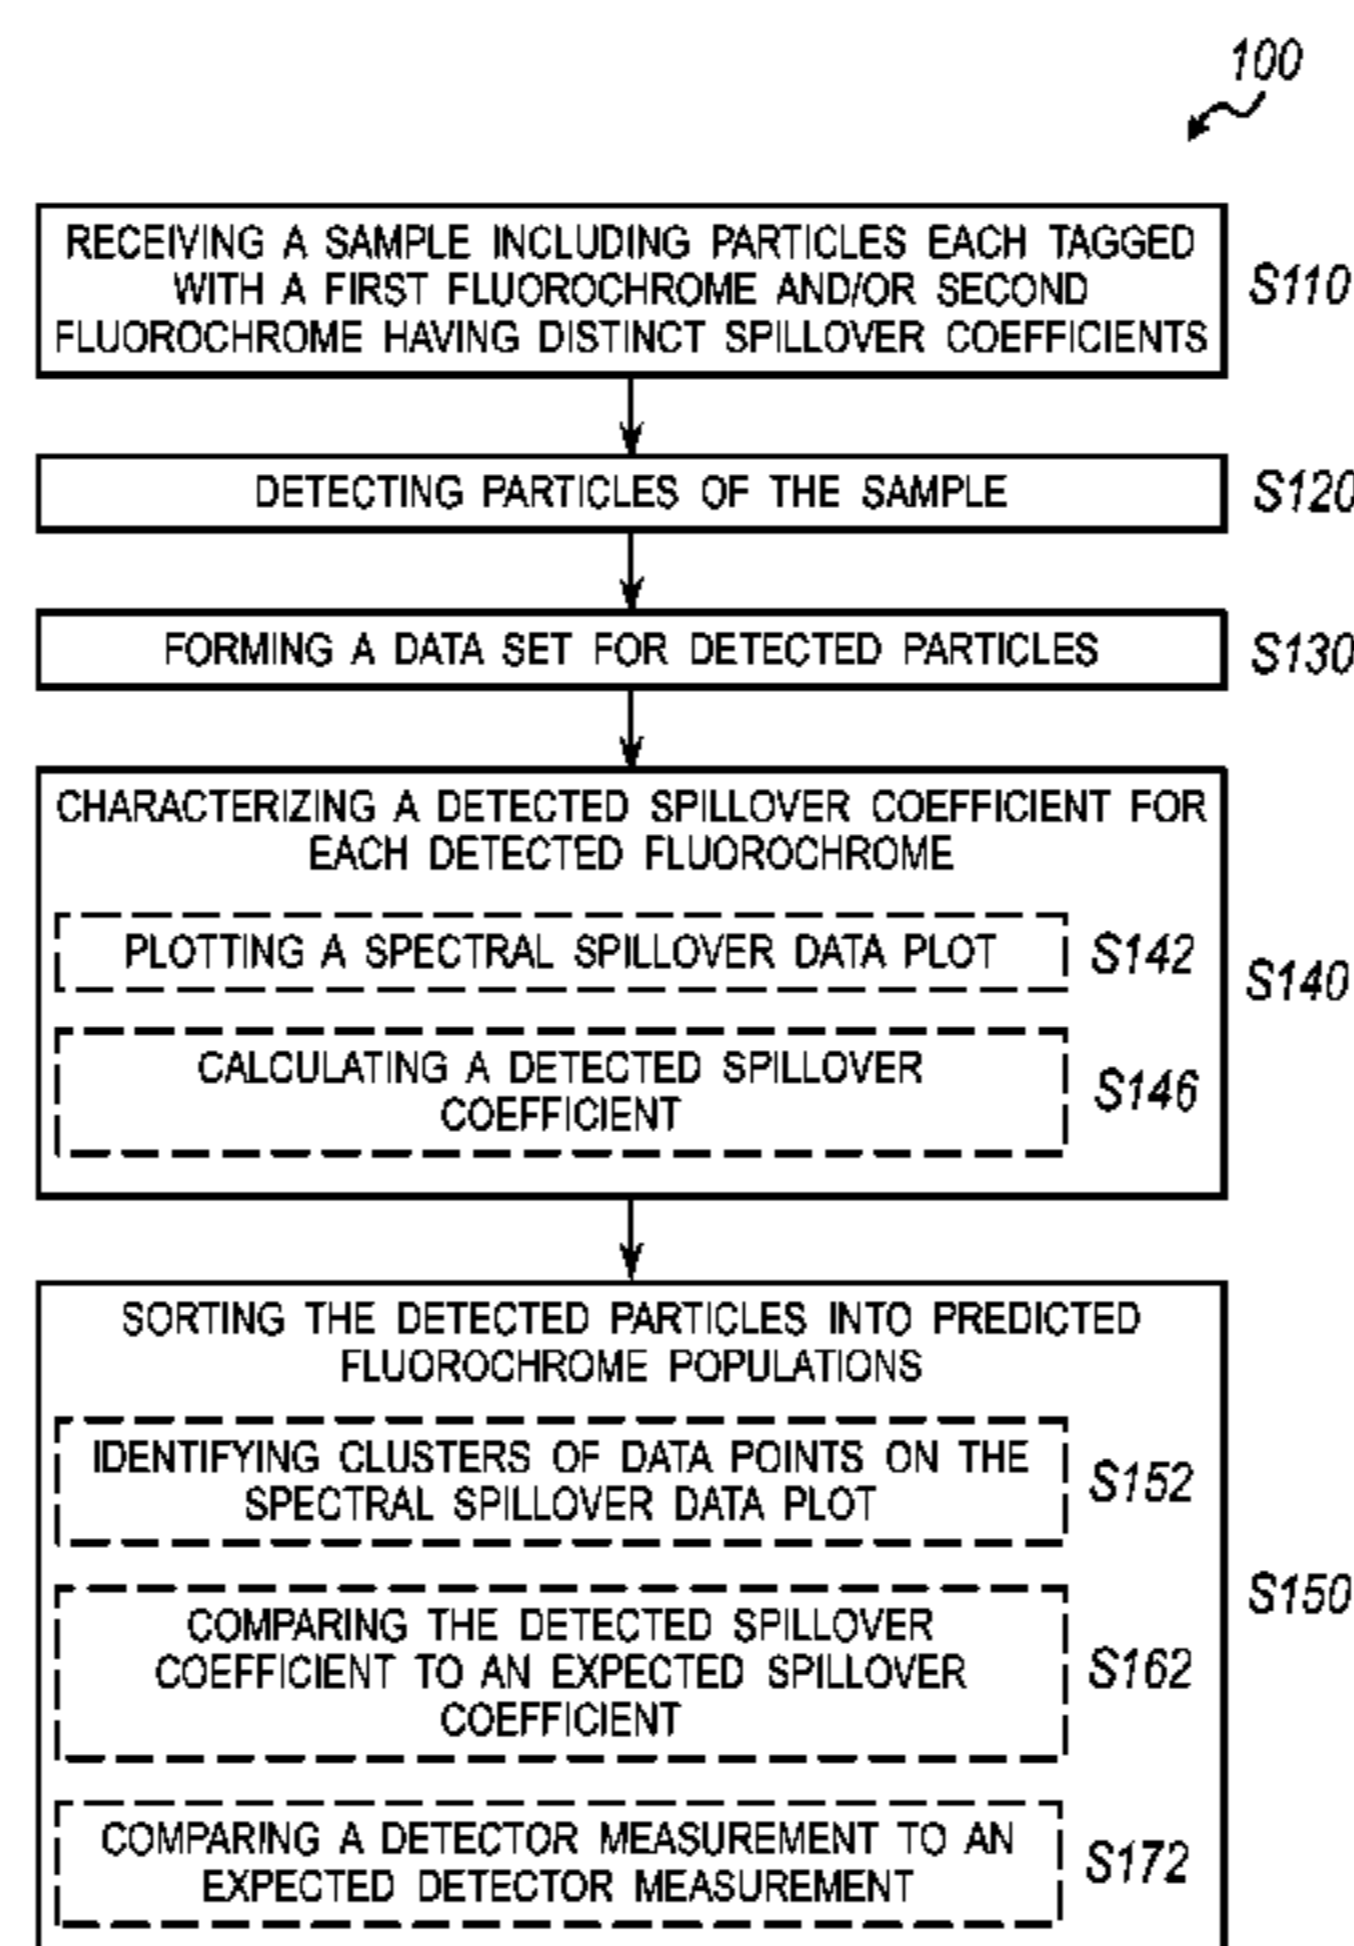 100
RECEIVING A SAMPLE INCLUDING PARTICLES EACH TAGGED
WITH A FIRST FLUOROCHROME AND/OR SECOND
FLUOROCHROME HAVING DISTINCT SPILLOVER COEFFICIENTS
S110
DETECTING PARTICLES OF THE SAMPLE
S120
FORMING A DATA SET FOR DETECTED PARTICLES
S130
CHARACTERIZING A DETECTED SPILLOVER COEFFICIENT FOR
EACH DETECTED FLUOROCHROME
PLOTTING A SPECTRAL SPILLOVER DATA PLOT
S142
S140
CALCULATING A DETECTED SPILLOVER
COEFFICIENT
S146
SORTING THE DETECTED PARTICLES INTO PREDICTED
FLUOROCHROME POPULATIONS
IDENTIFYING CLUSTERS OF DATA POINTS ON THE
SPECTRAL SPILLOVER DATA PLOT
S152
S150
COMPARING THE DETECTED SPILLOVER
COEFFICIENT TO AN EXPECTED SPILLOVER
COEFFICIENT
S162
COMPARING A DETECTOR MEASUREMENT TO AN
EXPECTED DETECTOR MEASUREMENT
S172